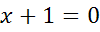 x + 1 = 0